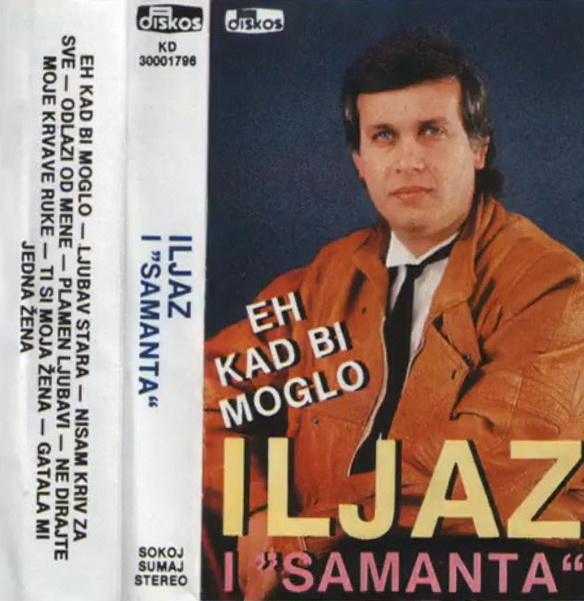 EH KAD BI MOGLO — LJUBAV STARA — NISAM KRIV ZA
SVE — ODLAZI OD MENE — PLAMEN LJUBAVI — NE DIRAJTE
MOJE KRVAVE RUKE — TI SI MOJA ŽENA — GATALA MI
JEDNA ŽENA
diskos
KD
30001796
ILJAZ
I "SAMANTA"
SOKOJ
SUMAJ
STEREO
diskos
EH
KAD BI
MOGLO
ILJAZ
I "SAMANTA"